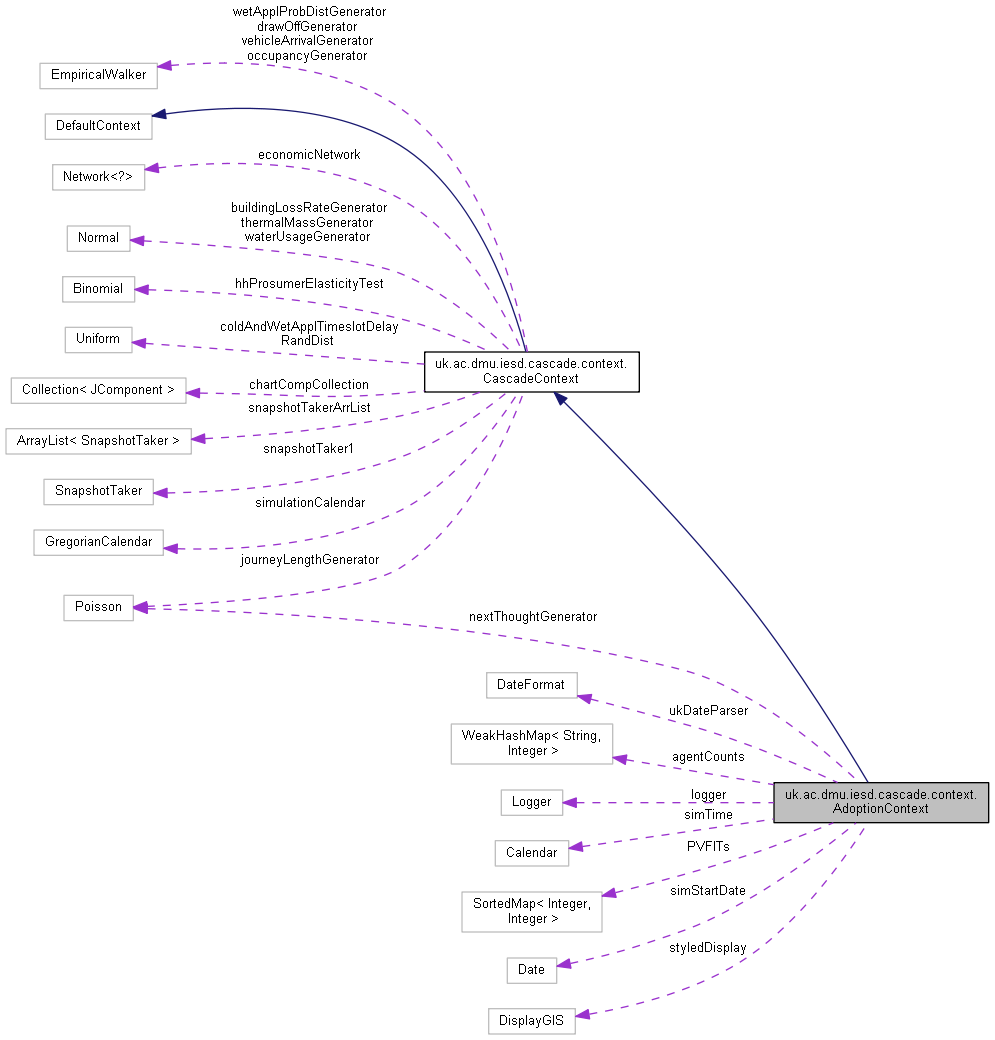 wetApplProbDistGenerator
drawOffGenerator
vehicleArrivalGenerator
occupancyGenerator
EmpiricalWalker
DefaultContext
economicNetwork
Network<?>
buildingLossRateGenerator
thermalMassGenerator
waterUsageGenerator
Normal
hhProsumerElasticityTest
Binomial
coldAndWetApplTimeslotDelay
RandDist
Uniform
uk.ac.dmu.iesd.cascade.context.
CascadeContext
chartCompCollection
Collection< JComponent >
snapshotTakerArrList
ArrayList< SnapshotTaker >
snapshotTaker1
SnapshotTaker
simulationCalendar
GregorianCalendar
journeyLengthGenerator
Poisson
nextThoughtGenerator
DateFormat
ukDateParser
WeakHashMap< String,
Integer >
agentCounts
logger
Logger
uk.ac.dmu.iesd.cascade.context.
AdoptionContext
simTime
Calendar
PVFITs
SortedMap< Integer,
Integer >
simStartDate
Date
styledDisplay
DisplayGIS